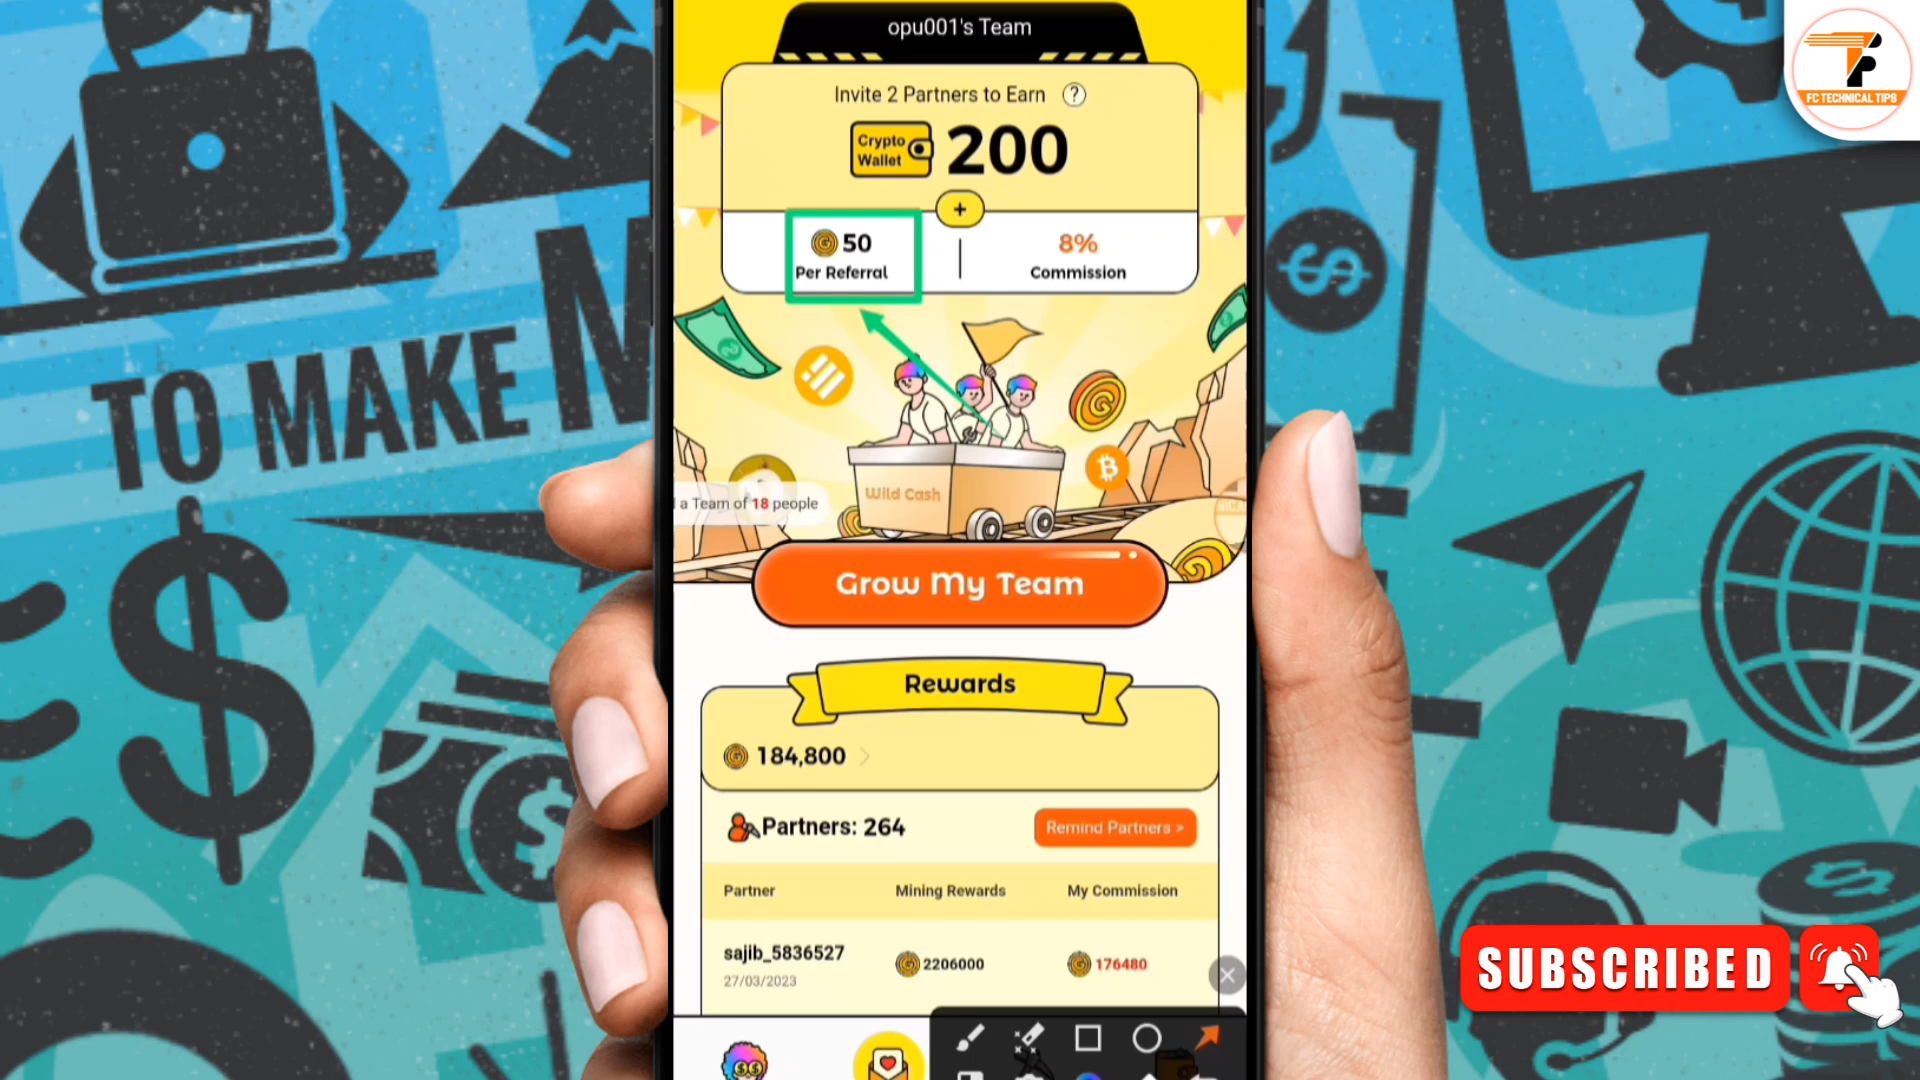 opu001's Team
Invite 2 Partners to Earn ?
Crypto
Wallet
200
+
50
Per Referral
8%
Commission
Wild Cash
a Team of 18 people
Grow My Team
Rewards
184,800
Partners: 264
Remind Partners >
Partner Mining Rewards My Commission
sajib_5836527
27/03/2023
2206000
176480
TO MAKE M
FC TECHNICAL TIPS
SUBSCRIBED